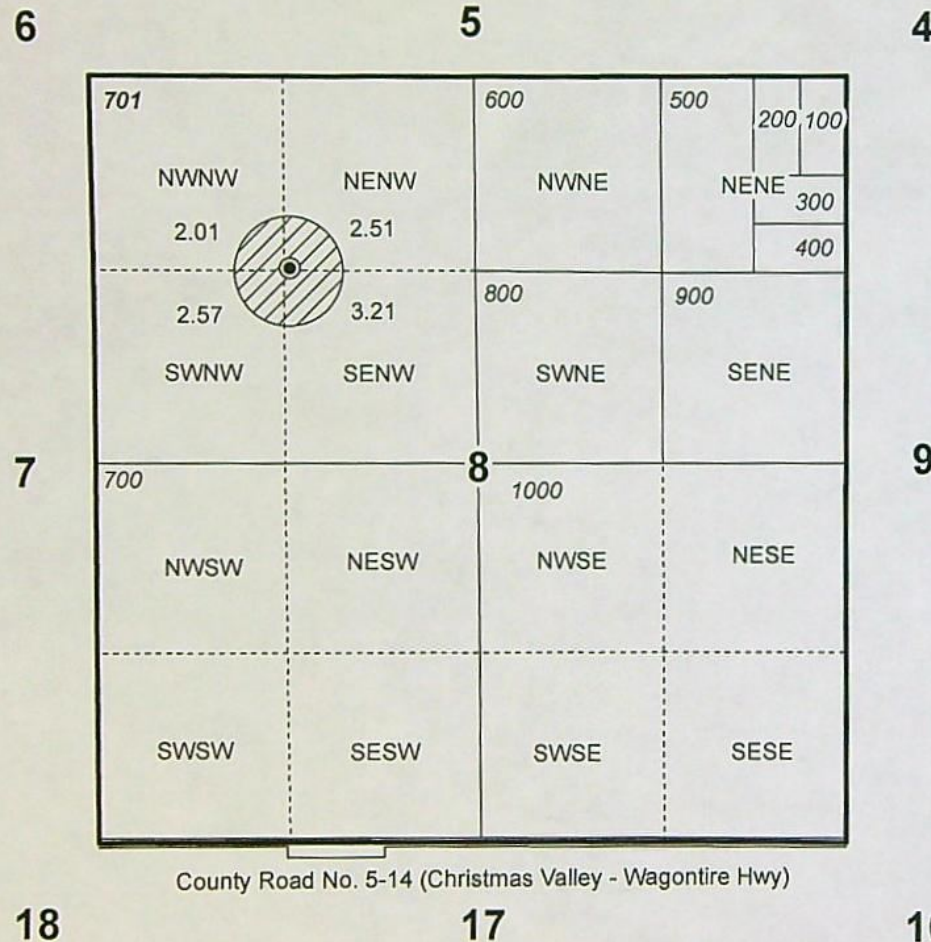 6 5 4
701 600 500 200 100
NWNW NENW NWNE NENE
300
2.01 2.51
400
800 900
2.57 3.21
SWNW SENW SWNE SENE
7 8 9
700 1000
NWSW NESW NWSE NESE
SWSW SESW SWSE SESE
County Road No. 5-14 (Christmas Valley - Wagontire Hwy)
18 17